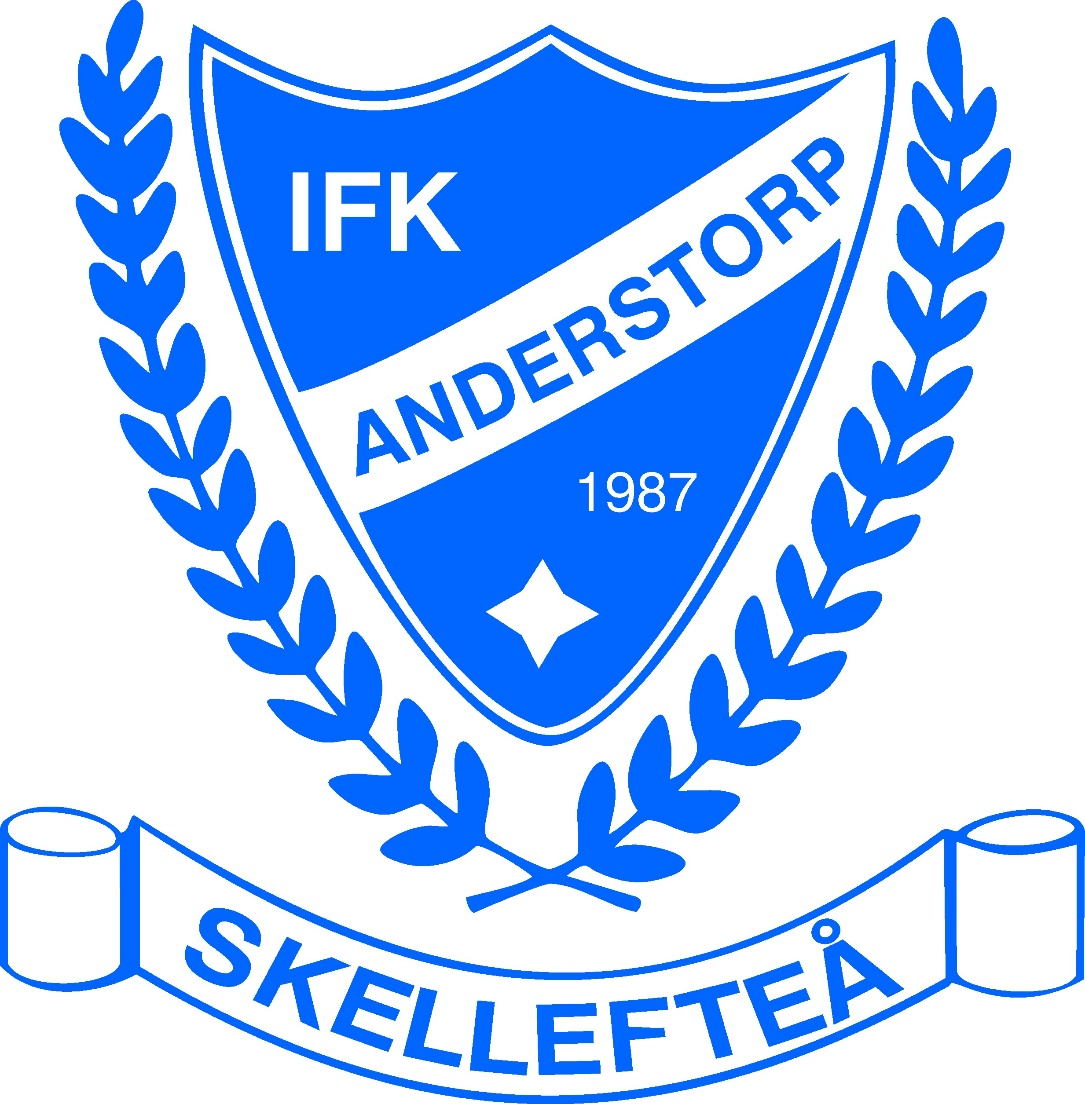 IFK
ANDERSTORP
1987
SKELLEFTEÅ